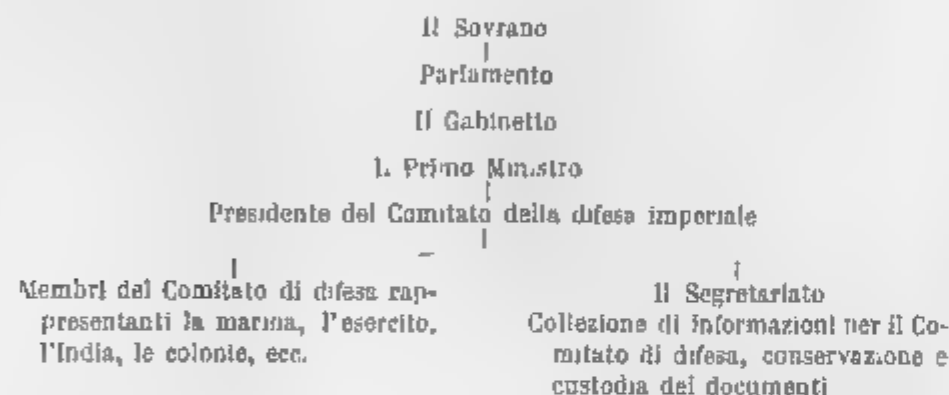 Il Sovrano
Parlamento
Il Gabinetto
Il Primo Ministro
Presidente del Comitato della difesa imperiale
Membri del Comitato di difesa rap-
presentanti la marina, l'esercito,
l'India, le colonie, ecc.
Il Segretariato
Collezione di informazioni per il Co-
mitato di difesa, conservazione e
custodia dei documenti